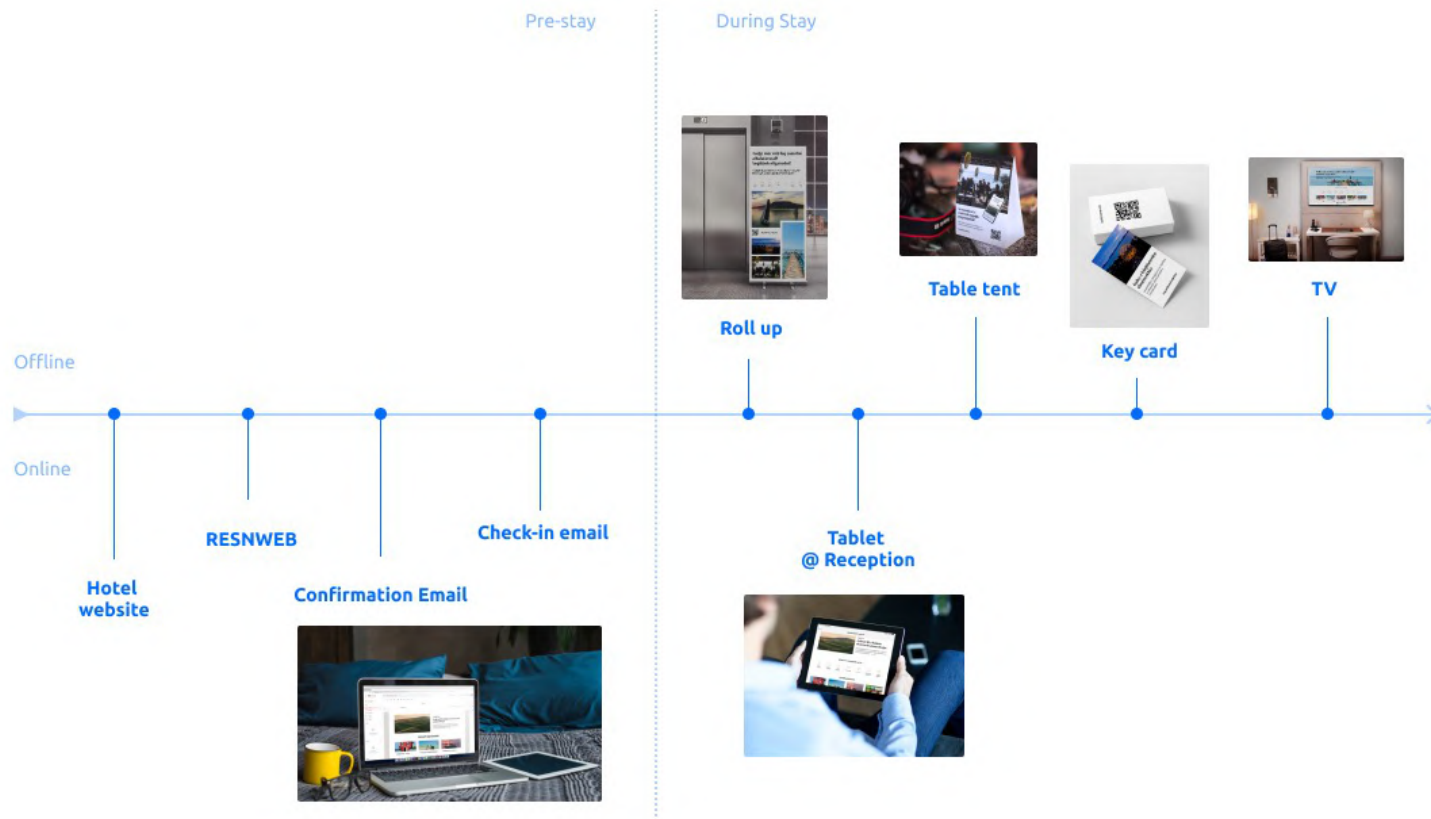 Pre-stay
During Stay
Roll up
Table tent
Key card
TV
Offline
Online
Hotel
website
RESNWEB
Confirmation Email
Check-in email
Tablet
@ Reception